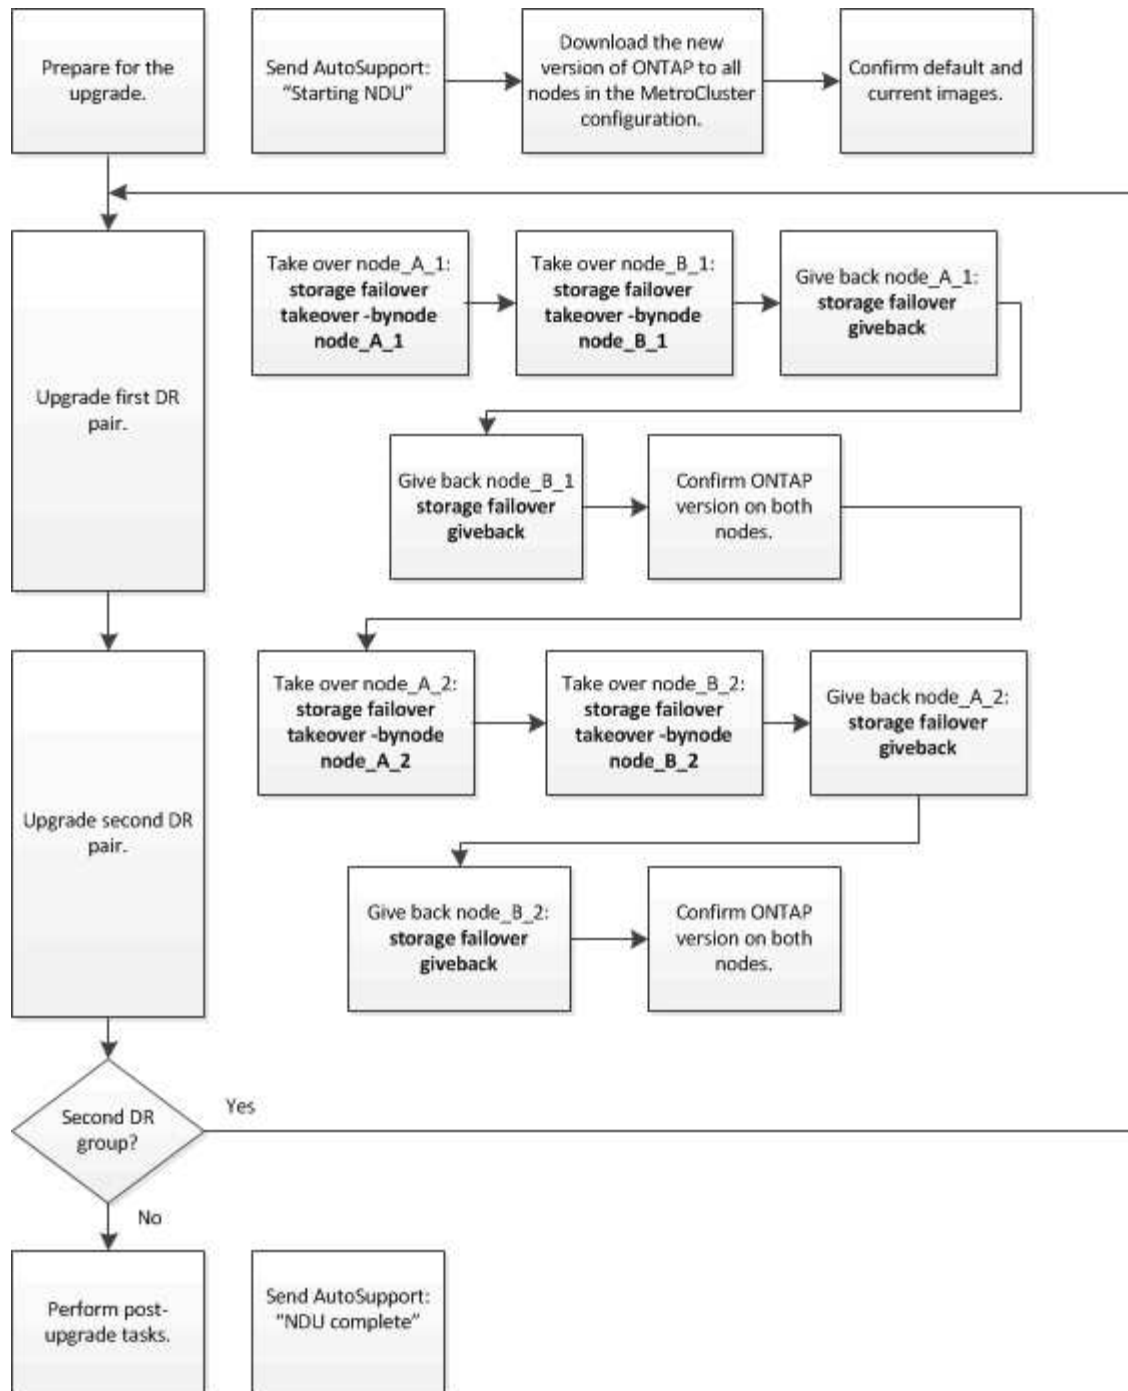 Prepare for the
upgrade.
Send AutoSupport:
“Starting NDU”
Download the new
version of ONTAP to all
nodes in the MetroCluster
configuration.
Confirm default and
current images.
Upgrade first DR
pair.
Take over node_A_1:
storage failover
takeover -bynode
node_A_1
Take over node_B_1:
storage failover
takeover -bynode
node_B_1
Give back node_A_1:
storage failover
giveback
Give back node_B_1
storage failover
giveback
Confirm ONTAP
version on both
nodes.
Upgrade second DR
pair.
Take over node_A_2:
storage failover
takeover -bynode
node_A_2
Take over node_B_2:
storage failover
takeover -bynode
node_B_2
Give back node_A_2:
storage failover
giveback
Give back node_B_2:
storage failover
giveback
Confirm ONTAP
version on both
nodes.
Second DR
group?
Yes
No
Perform post-
upgrade tasks.
Send AutoSupport:
“NDU complete”